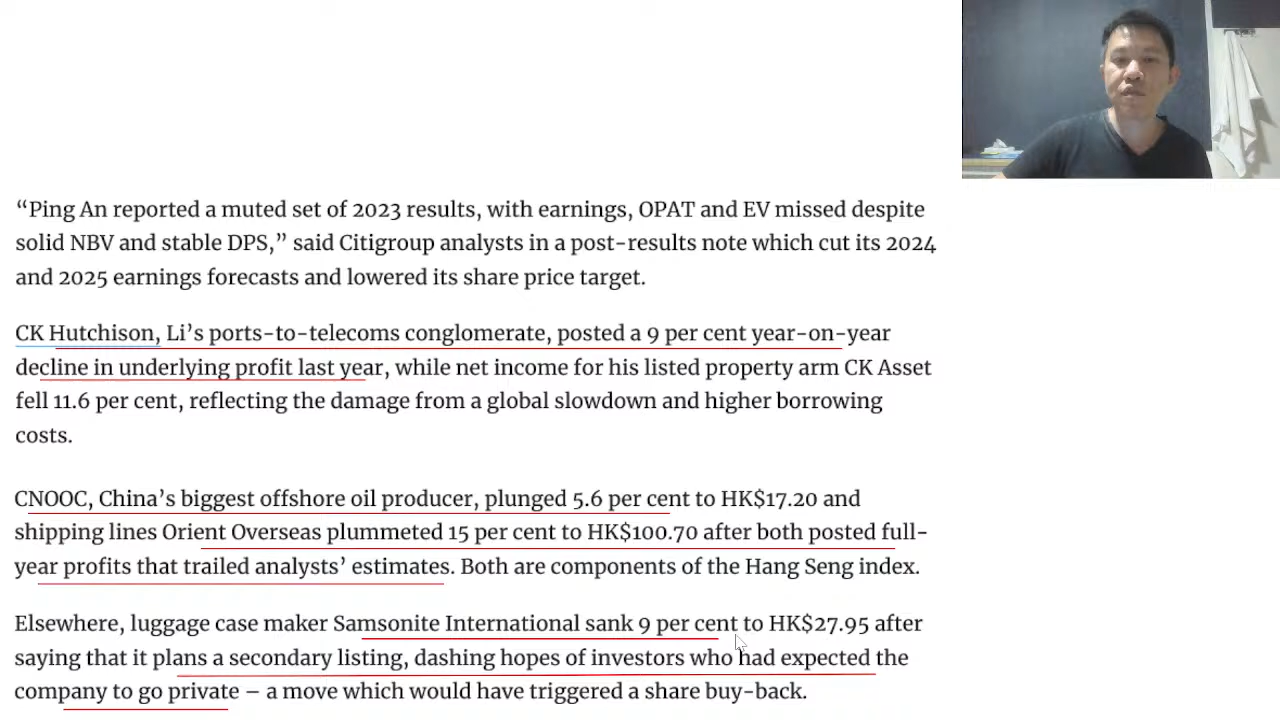 “Ping An reported a muted set of 2023 results, with earnings, OPAT and EV missed despite
solid NBV and stable DPS,” said Citigroup analysts in a post-results note which cut its 2024
and 2025 earnings forecasts and lowered its share price target.
CK Hutchison, Li’s ports-to-telecoms conglomerate, posted a 9 per cent year-on-year
decline in underlying profit last year, while net income for his listed property arm CK Asset
fell 11.6 per cent, reflecting the damage from a global slowdown and higher borrowing
costs.
CNOOC, China’s biggest offshore oil producer, plunged 5.6 per cent to HK$17.20 and
shipping lines Orient Overseas plummeted 15 per cent to HK$100.70 after both posted full-
year profits that trailed analysts’ estimates. Both are components of the Hang Seng index.
Elsewhere, luggage case maker Samsonite International sank 9 per cent to HK$27.95 after
saying that it plans a secondary listing, dashing hopes of investors who had expected the
company to go private – a move which would have triggered a share buy-back.